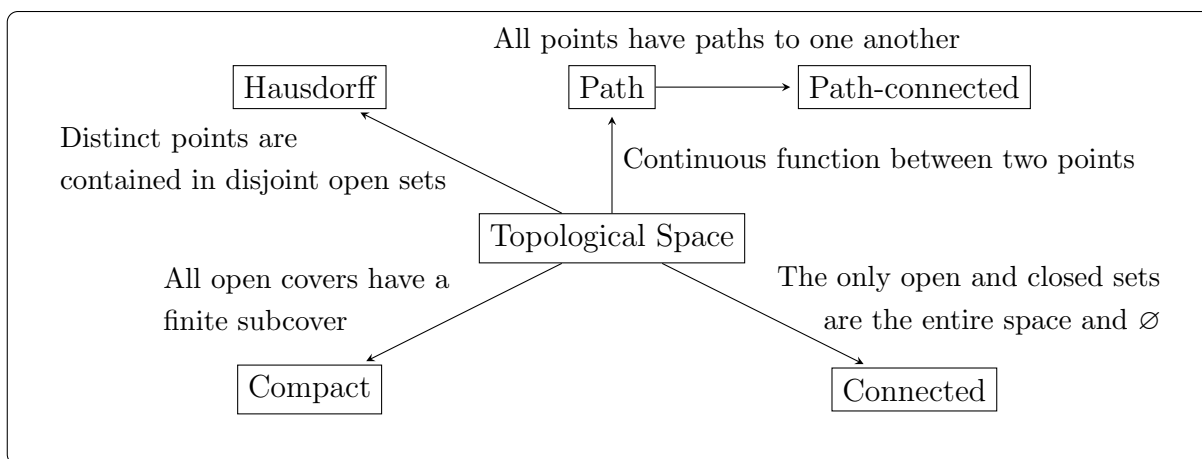 All points have paths to one another
Hausdorff
Path
Path-connected
Distinct points are
contained in disjoint open sets
Continuous function between two points
Topological Space
All open covers have a
finite subcover
The only open and closed sets
are the entire space and ∅
Compact
Connected